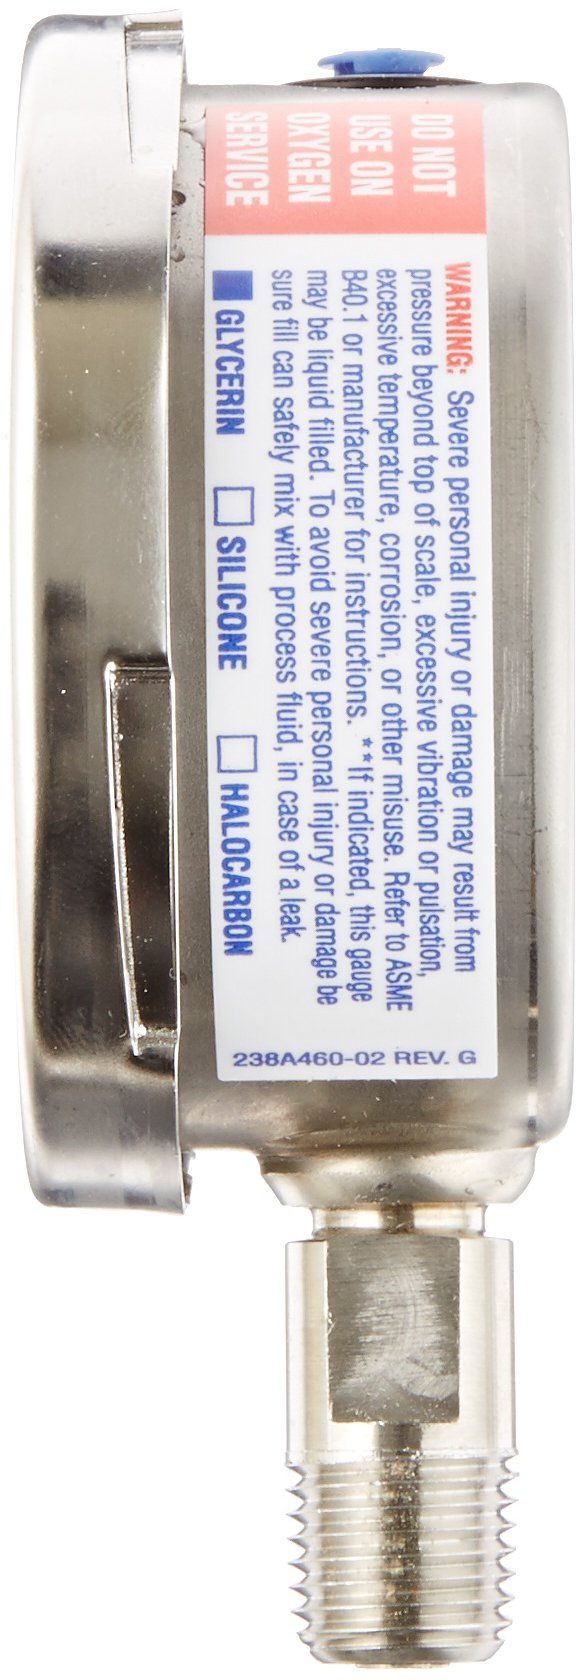 DO NOT
USE ON
OXYGEN
SERVICE
WARNING: Severe personal injury or damage may result from
pressure beyond top of scale, excessive vibration or pulsation,
excessive temperature, corrosion, or other misuse. Refer to ASME
B40.1 or manufacturer for instructions. **If indicated, this gauge
may be liquid filled. To avoid severe personal injury or damage be
sure fill can safely mix with process fluid, in case of a leak.
GLYCERIN SILICONE HALOCARBON
238A460-02 REV. G